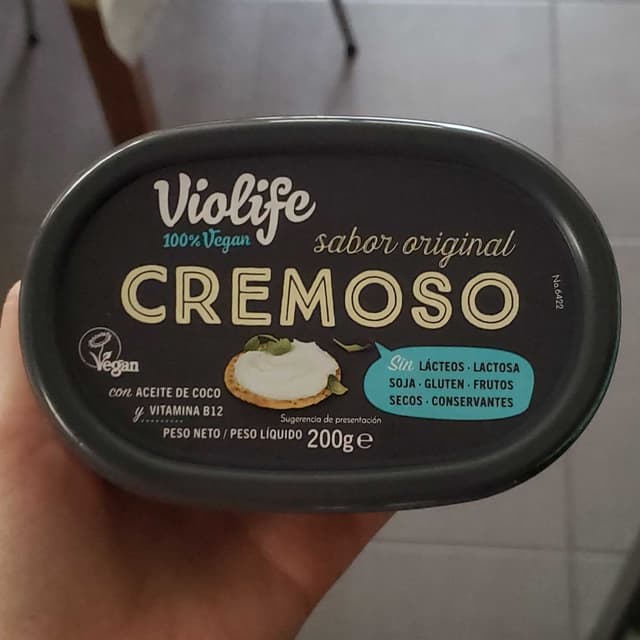 Violife
100% Vegan
sabor original
CREMOSO
No.6422
Vegan
con ACEITE DE COCO
y VITAMINA B12
Sin LÁCTEOS · LACTOSA
SOJA · GLUTEN · FRUTOS
SECOS · CONSERVANTES
Sugerencia de presentación
PESO NETO / PESO LÍQUIDO 200g e